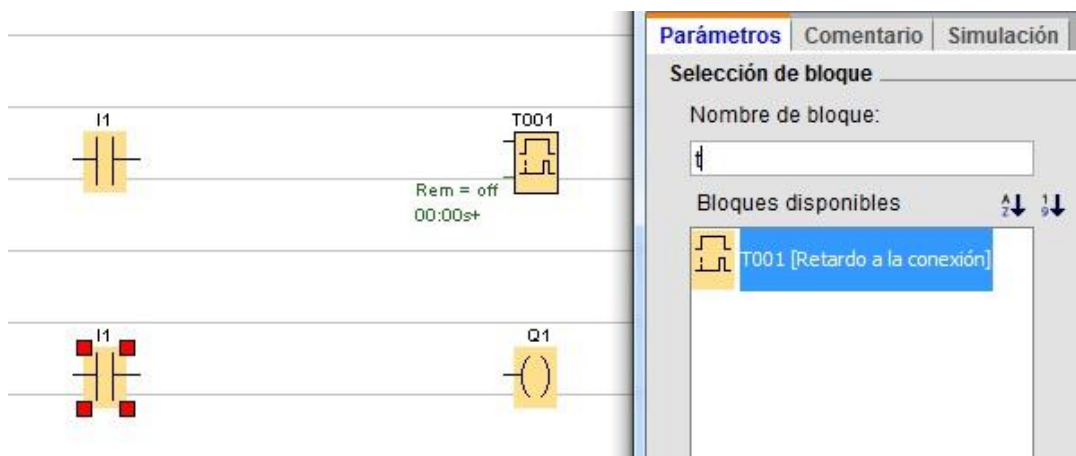 I1
T001
Rem = off
00:00s+
I1
Q1
Parámetros
Comentario
Simulación
Selección de bloque
Nombre de bloque:
t
Bloques disponibles
T001 [Retardo a la conexión]